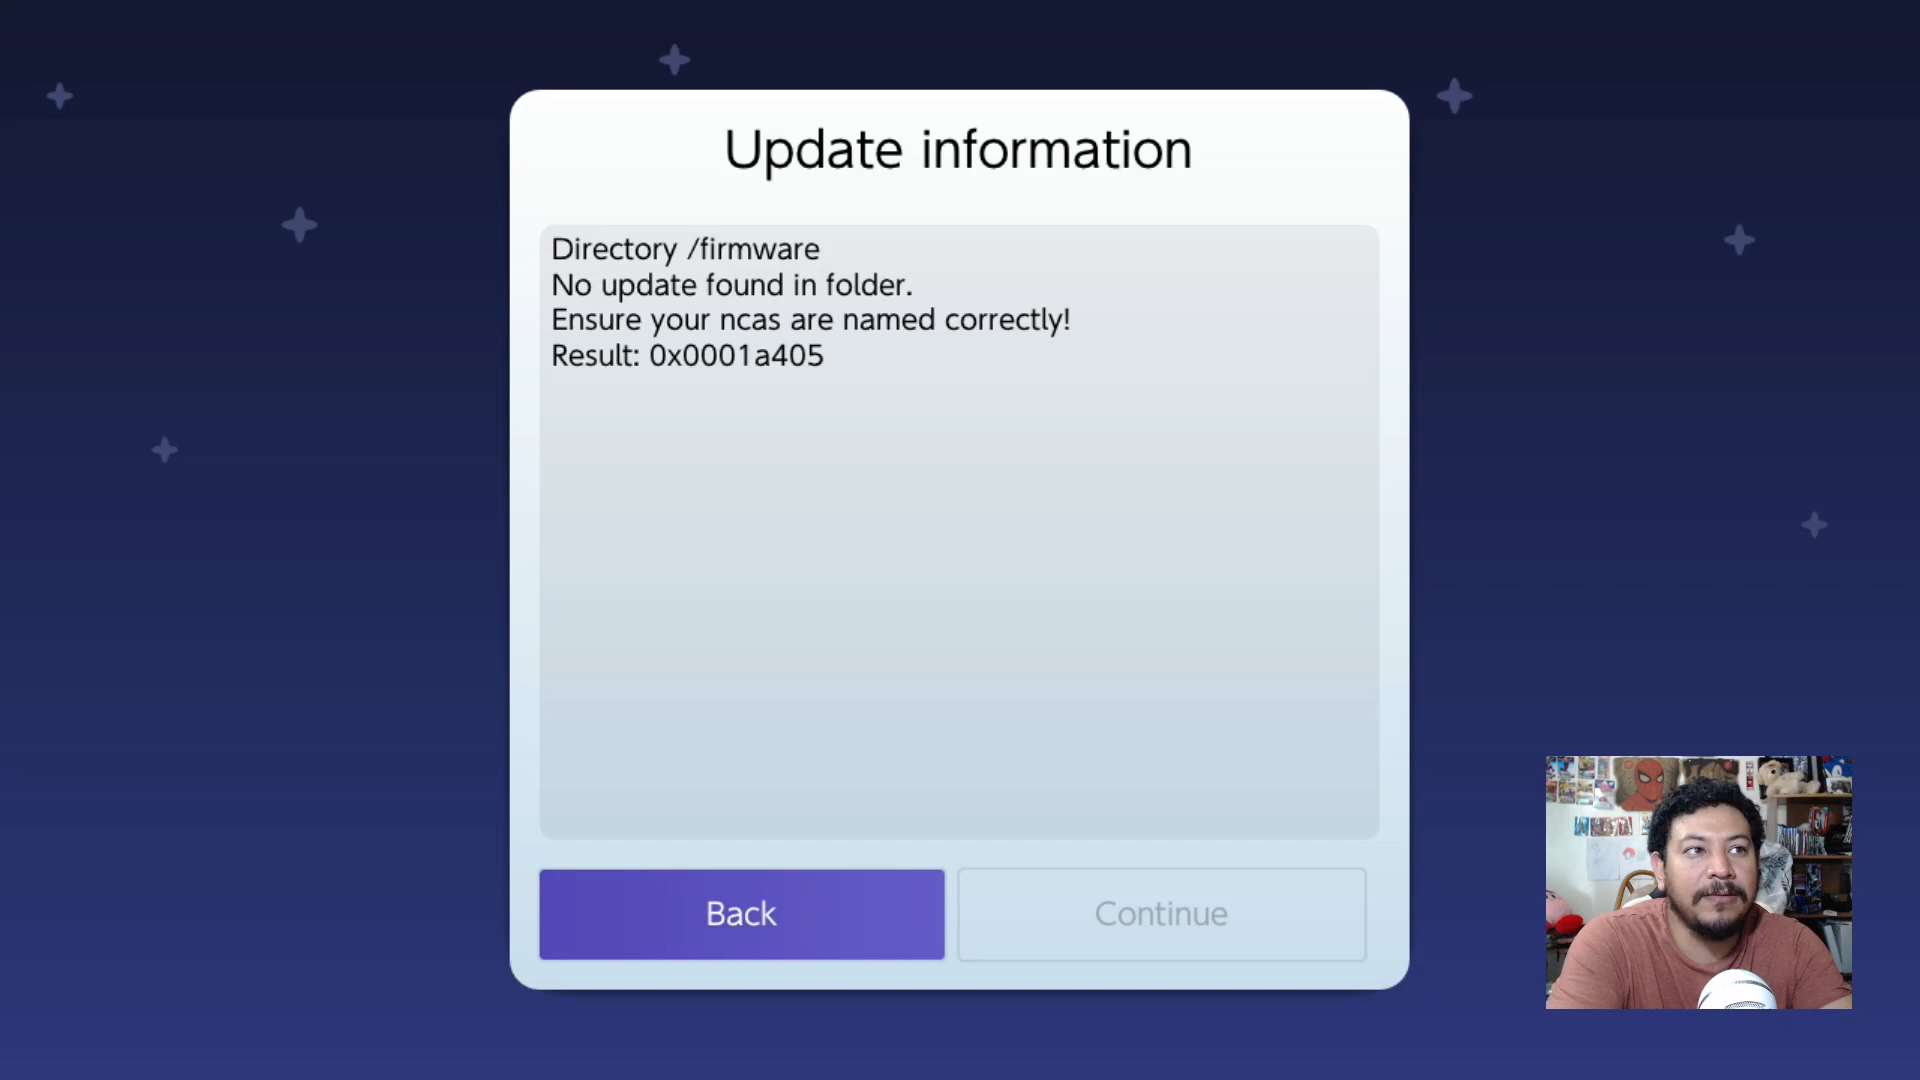 Update information
Directory /firmware
No update found in folder.
Ensure your ncas are named correctly!
Result: 0x0001a405
Back
Continue